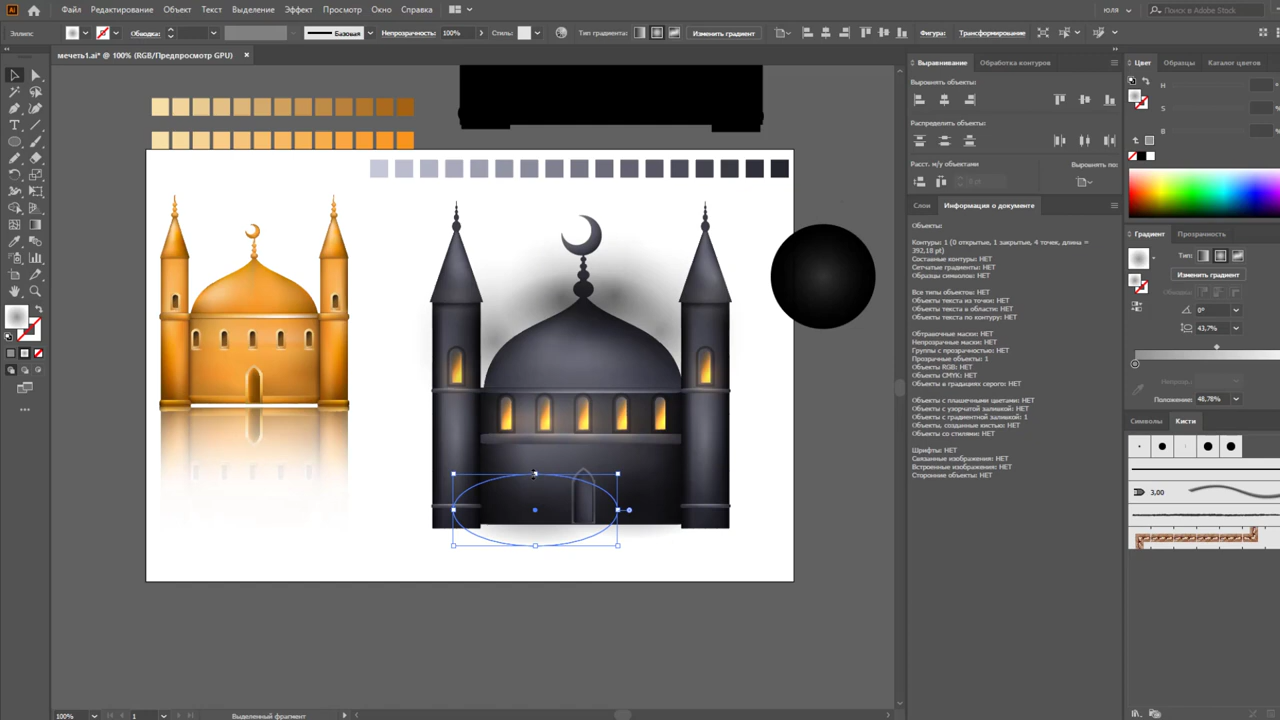 Ai Файл Редактирование Объект Текст Выделение Эффект Просмотр Окно Справка ЮЛЯ Поиск в Adobe Stock
Эллипс Обводка: Базовая Непрозрачность: 100% Стиль: Тип градиента: Изменить градиент Фигура: Трансформирование
мечеть1.ai* @ 100% (RGB/Предпросмотр GPU)
Выравнивание Обработка контуров
Цвет Образцы Каталог цветов
Выровнять объекты:
H
S
B
Распределить объекты:
Расст. м/у объектами Выровнять по:
Слои Информация о документе
Объекты:
Контуры: 1 (0 открытые, 1 закрытые, 4 точек, длина =
392,18 pt)
Составные контуры: НЕТ
Сетчатые градиенты: НЕТ
Образцы символов: НЕТ
Все типы объектов: НЕТ
Объекты текста из точки: НЕТ
Объекты текста в области: НЕТ
Объекты текста по контуру: НЕТ
Обтравочные маски: НЕТ
Непрозрачные маски: НЕТ
Группы с прозрачностью: НЕТ
Прозрачные объекты: 1
Объекты RGB: НЕТ
Объекты CMYK: НЕТ
Объекты в градациях серого: НЕТ
Объекты с плашечными цветами: НЕТ
Объекты с узорчатой заливкой: НЕТ
Объекты с градиентной заливкой: 1
Объекты, созданные кистью: НЕТ
Объекты со стилями: НЕТ
Шрифты: НЕТ
Связанные изображения: НЕТ
Встроенные изображения: НЕТ
Сторонние объекты: НЕТ
Градиент Прозрачность
Тип:
Изменить градиент
Обводка:
0°
43,7%
Непрозр.:
Положение: 48,78%
Символы Кисти
3,00
100% 1 Выделенный фрагмент